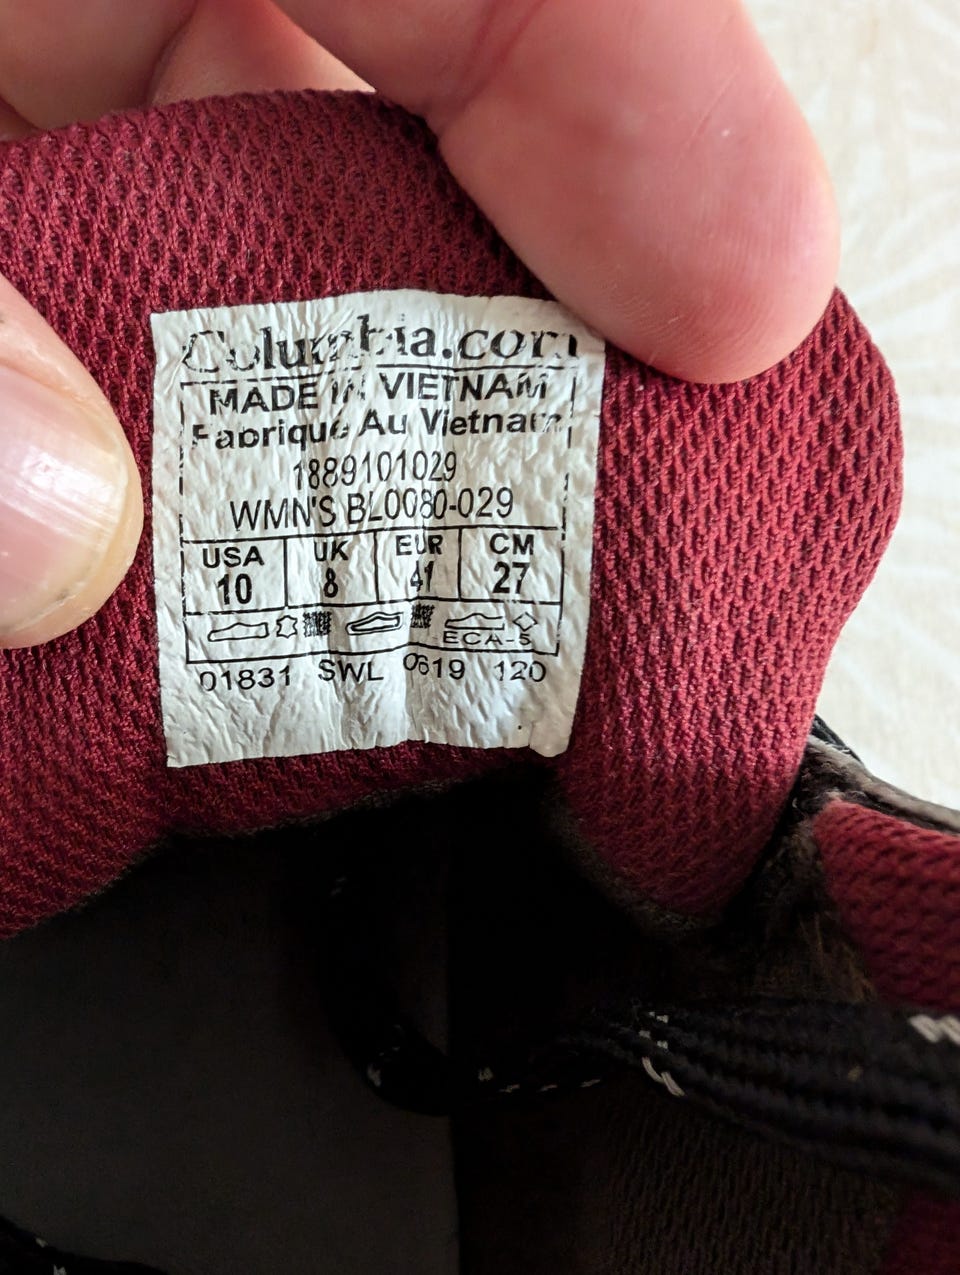 Columbia.com
MADE IN VIETNAM
Fabriqué Au Vietnam
1889101029
WMN'S BL0080-029
USA UK EUR CM
10 8 41 27
ECA-5
01831 SWL 0619 120